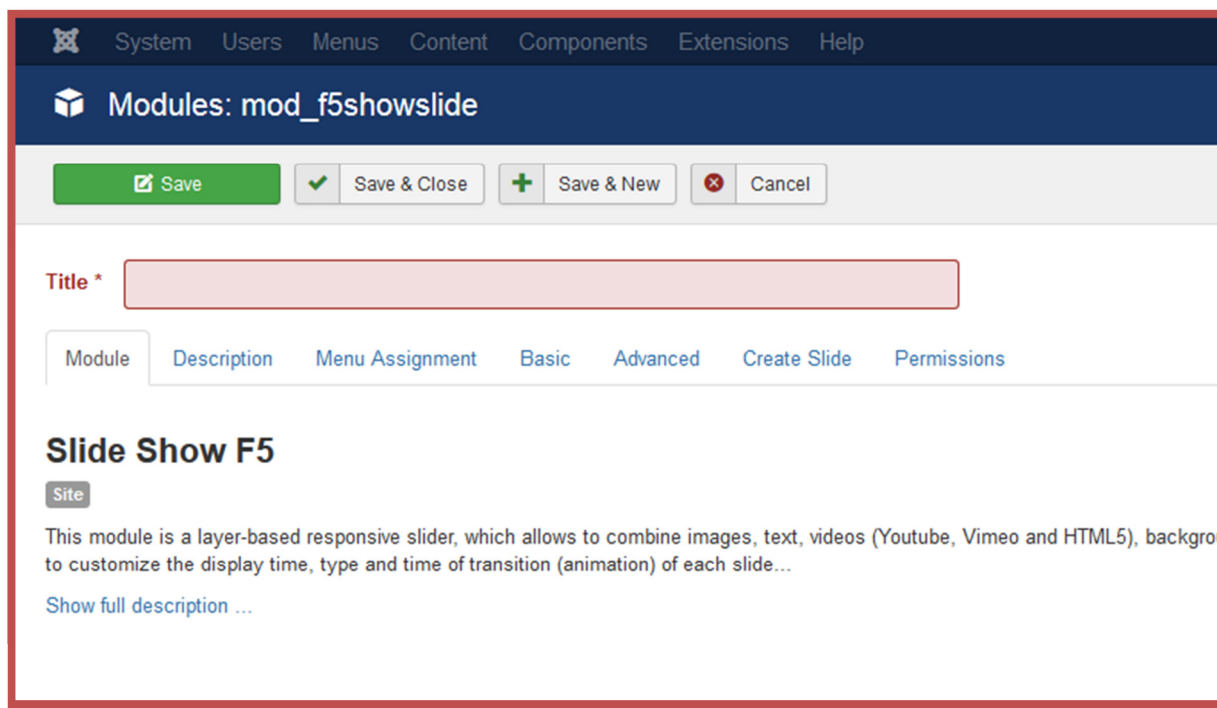 System Users Menus Content Components Extensions Help
Modules: mod_f5showslide
Save Save & Close Save & New Cancel
Title *
Module Description Menu Assignment Basic Advanced Create Slide Permissions
Slide Show F5
Site
This module is a layer-based responsive slider, which allows to combine images, text, videos (Youtube, Vimeo and HTML5), backgrou
to customize the display time, type and time of transition (animation) of each slide...
Show full description ...